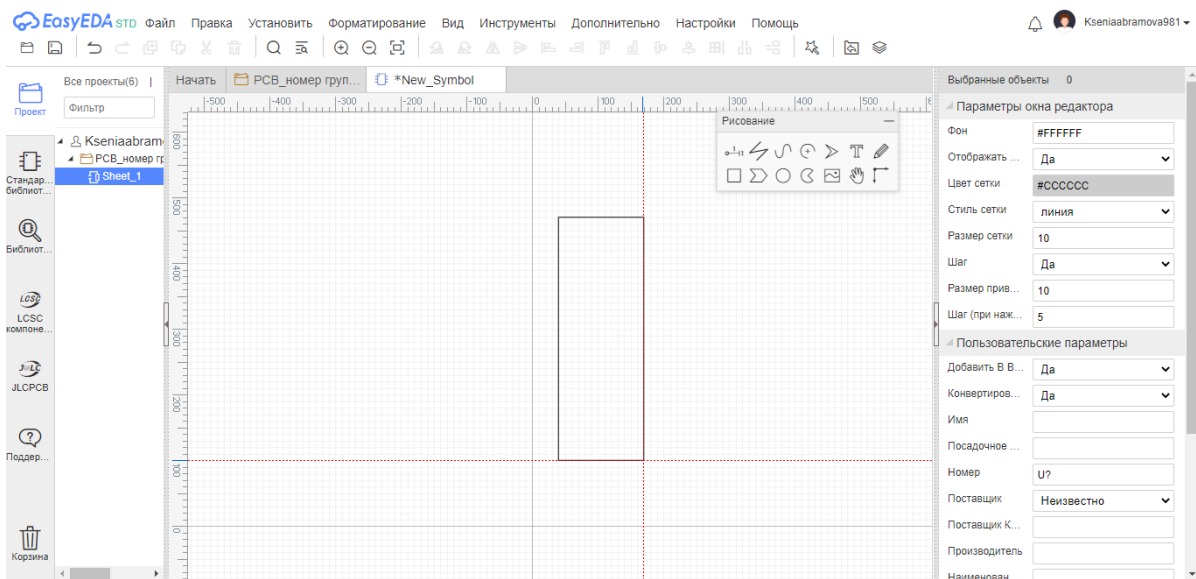 EasyEDA STD Файл Правка Установить Форматирование Вид Инструменты Дополнительно Настройки Помощь Kseniaabramova981
Все проекты(6)
Фильтр
Проект
Kseniaabram
PCB_номер гр
Sheet_1
Стандар...
библиот...
Библиот...
LCSC
LCSC
компоне...
JLCPCB
Поддер...
Корзина
Начать PCB_номер груп... *New_Symbol
-500 -400 -300 -200 -100 0 100 200 300 400 500
600
500
400
300
200
100
0
Рисование
Выбранные объекты 0
Параметры окна редактора
Фон #FFFFFF
Отображать ... Да
Цвет сетки #CCCCCC
Стиль сетки линия
Размер сетки 10
Шаг Да
Размер прив... 10
Шаг (при наж... 5
Пользовательские параметры
Добавить В В... Да
Конвертиров... Да
Имя
Посадочное ...
Номер U?
Поставщик Неизвестно
Поставщик К...
Производитель
Наименован